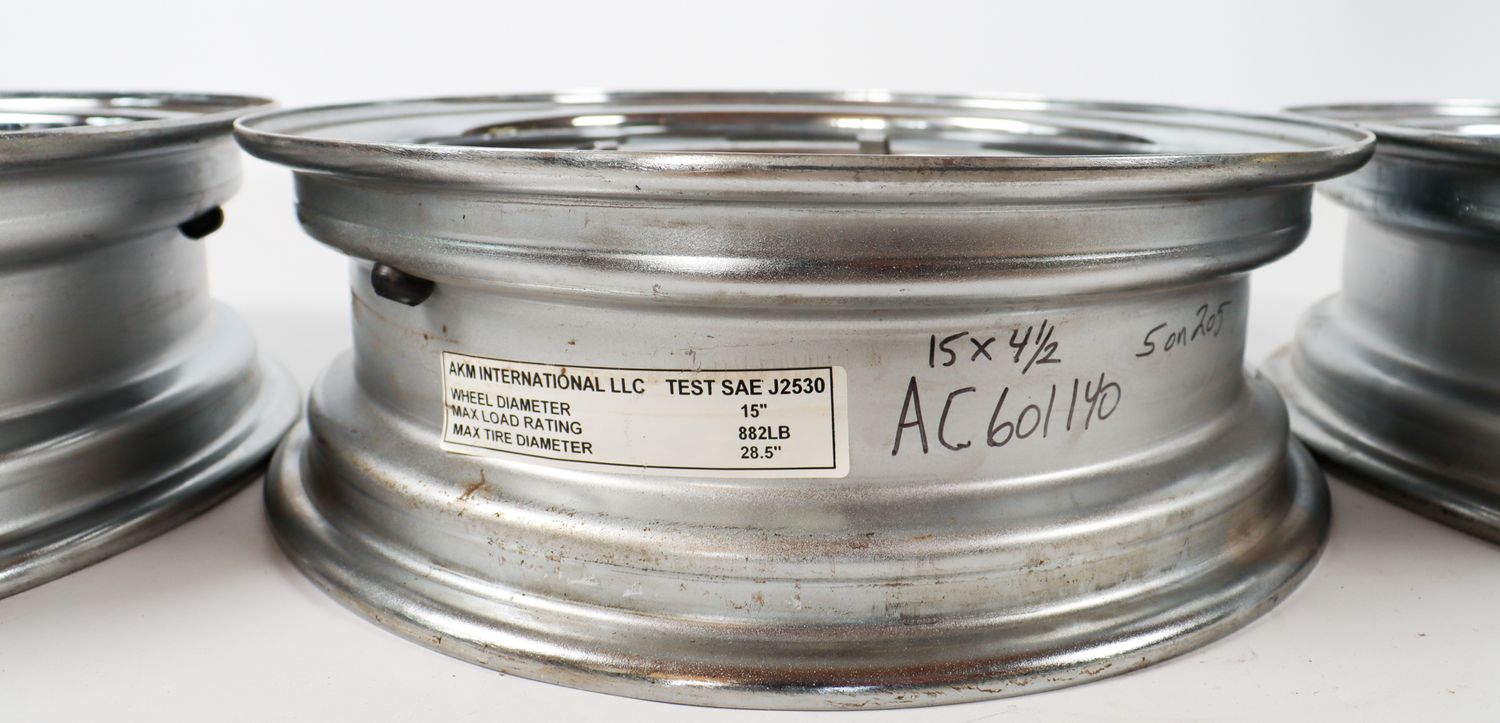 AKM INTERNATIONAL LLC TEST SAE J2530
WHEEL DIAMETER 15"
MAX LOAD RATING 882LB
MAX TIRE DIAMETER 28.5"
15 x 4 1/2
5 on 205
AC601140